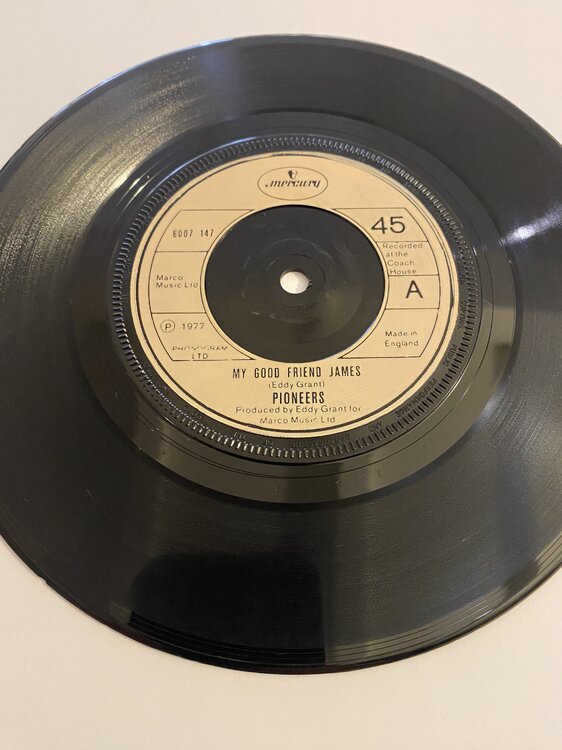 mercury
6007 147
45
Recorded
at the
Coach
House
Marco
Music Ltd
A
Ⓟ 1977
Made in
England
PHONOGRAM
LTD
MY GOOD FRIEND JAMES
(Eddy Grant)
PIONEERS
Produced by Eddy Grant for
Marco Music Ltd.